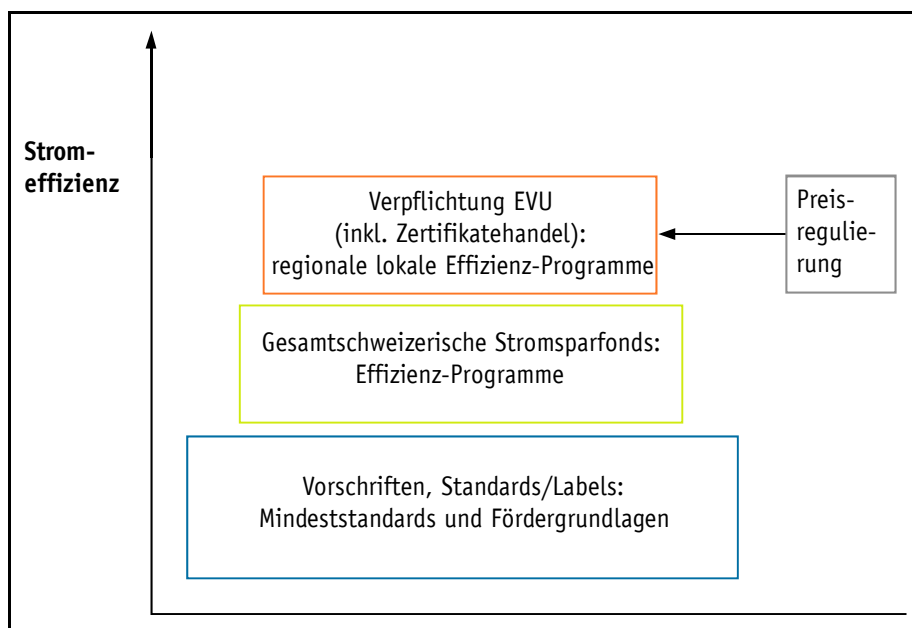 Strom-
effizienz
Verpflichtung EVU
(inkl. Zertifikatehandel):
regionale lokale Effizienz-Programme
Preis-
regulie-
rung
Gesamtschweizerische Stromsparfonds:
Effizienz-Programme
Vorschriften, Standards/Labels:
Mindeststandards und Fördergrundlagen